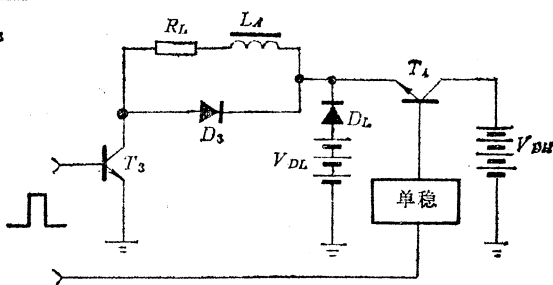 R_L
L_A
T_4
D_3
D_L
T_3
V_DL
V_DH
单稳